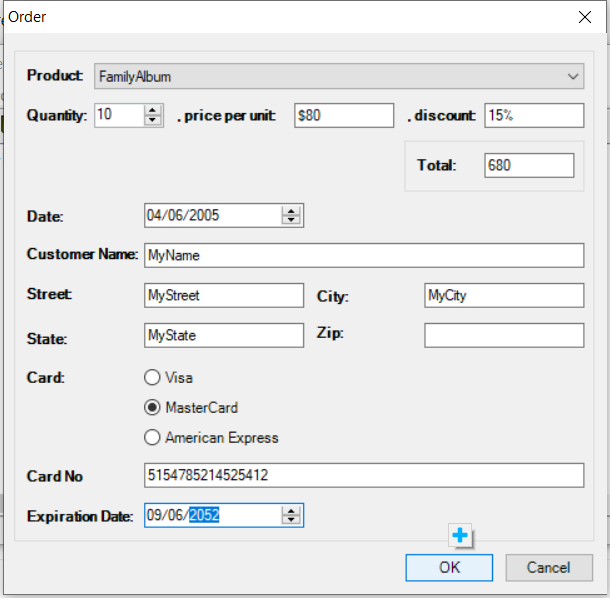 Order
Product: FamilyAlbum
Quantity: 10 , price per unit: $80 , discount: 15%
Total: 680
Date: 04/06/2005
Customer Name: MyName
Street: MyStreet City: MyCity
State: MyState Zip:
Card: Visa
MasterCard
American Express
Card No 5154785214525412
Expiration Date: 09/06/2052
OK Cancel